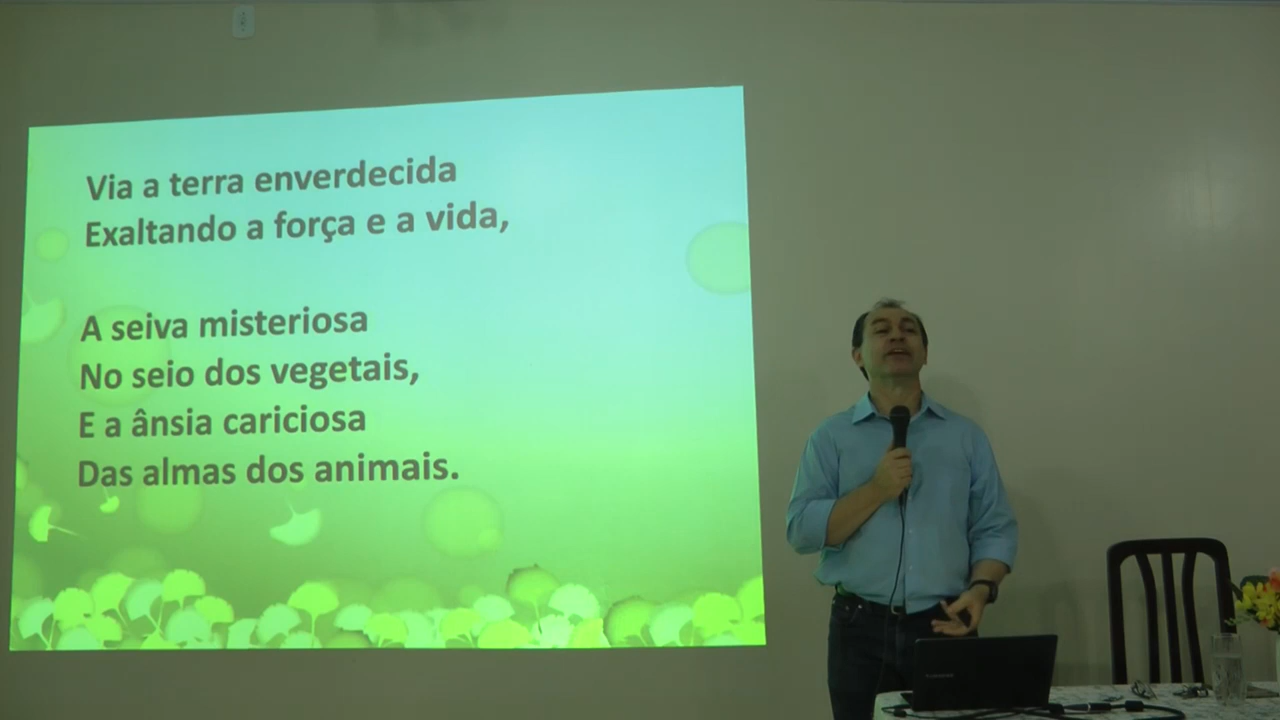 Via a terra enverdecida
Exaltando a força e a vida,
A seiva misteriosa
No seio dos vegetais,
E a ânsia cariciosa
Das almas dos animais.